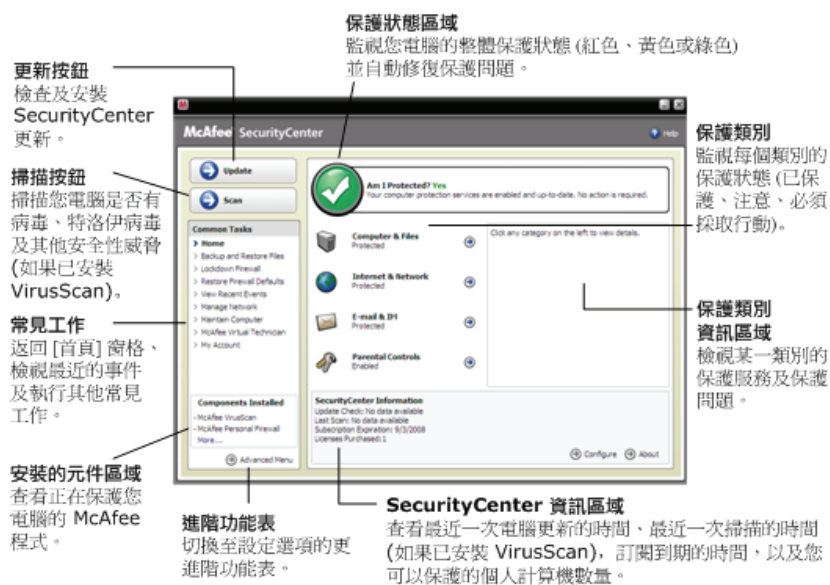 保護狀態區域
監視您電腦的整體保護狀態 (紅色、黃色或綠色)
並自動修復保護問題。
更新按鈕
檢查及安裝
SecurityCenter
更新。
掃描按鈕
掃描您電腦是否有
病毒、特洛伊病毒
及其他安全性威脅
(如果已安裝
VirusScan)。
常見工作
返回 [首頁] 窗格、
檢視最近的事件
及執行其他常見
工作。
安裝的元件區域
查看正在保護您
電腦的 McAfee
程式。
McAfee SecurityCenter
Help
Update
Scan
Common Tasks
> Home
> Backup and Restore Files
> Lockdown Firewall
> Restore Firewall Defaults
> View Recent Events
> Manage Network
> Maintain Computer
> McAfee Virtual Technician
> My Account
Components Installed
- McAfee VirusScan
- McAfee Personal Firewall
More...
Advanced Menu
Am I Protected? Yes
Your computer protection services are enabled and up-to-date. No action is required.
Computer & Files
Protected
Internet & Network
Protected
E-mail & IM
Protected
Parental Controls
Enabled
Click any category on the left to view details.
SecurityCenter Information
Update Check: No data available
Last Scan: No data available
Subscription Expiration: 9/3/2008
Licenses Purchased: 1
Configure
About
保護類別
監視每個類別的
保護狀態 (已保
護、注意、必須
採取行動)。
保護類別
資訊區域
檢視某一類別的
保護服務及保護
問題。
進階功能表
切換至設定選項的更
進階功能表。
SecurityCenter 資訊區域
查看最近一次電腦更新的時間、最近一次掃描的時間
(如果已安裝 VirusScan)，訂閱到期的時間，以及您
可以保護的個人計算機數量。